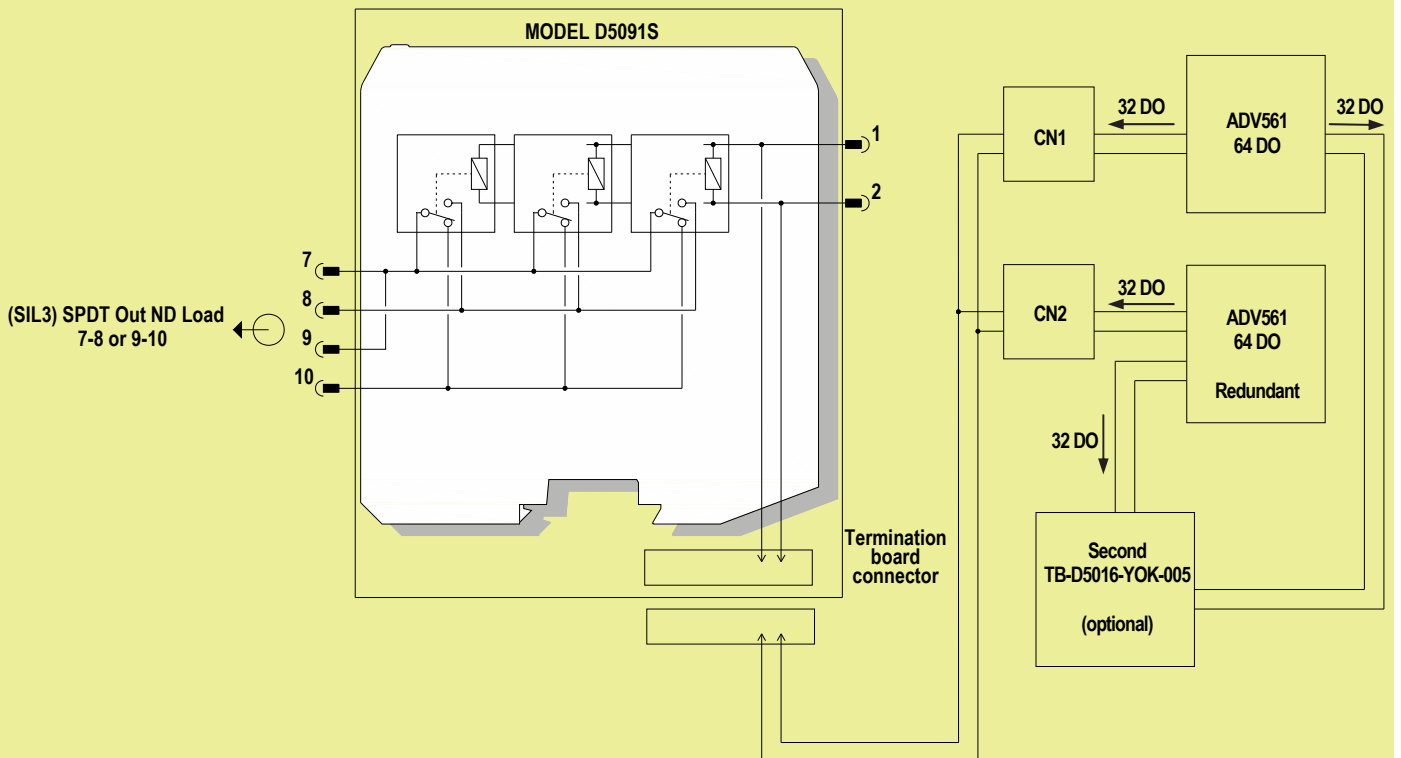 MODEL D5091S
1
2
7
8
9
10
(SIL3) SPDT Out ND Load
7-8 or 9-10
Termination
board
connector
CN1
32 DO
ADV561
64 DO
32 DO
CN2
32 DO
ADV561
64 DO
Redundant
32 DO
Second
TB-D5016-YOK-005
(optional)